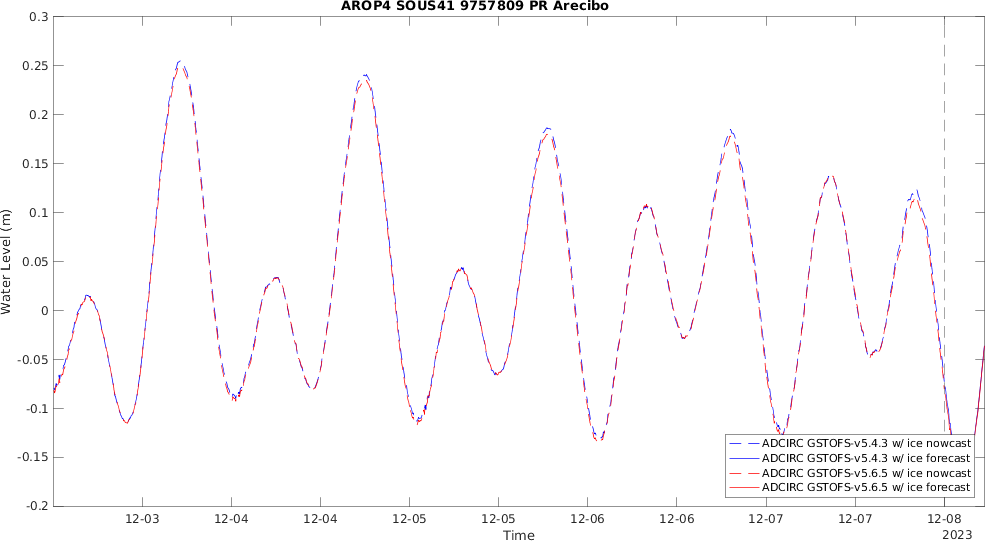 AROP4 SOUS41 9757809 PR Arecibo
0.3
0.25
0.2
0.15
0.1
0.05
0
-0.05
-0.1
-0.15
-0.2
Water Level (m)
ADCIRC GSTOFS-v5.4.3 w/ ice nowcast
ADCIRC GSTOFS-v5.4.3 w/ ice forecast
ADCIRC GSTOFS-v5.6.5 w/ ice nowcast
ADCIRC GSTOFS-v5.6.5 w/ ice forecast
12-03 12-04 12-04 12-05 12-05 12-06 12-06 12-07 12-07 12-08
Time 2023